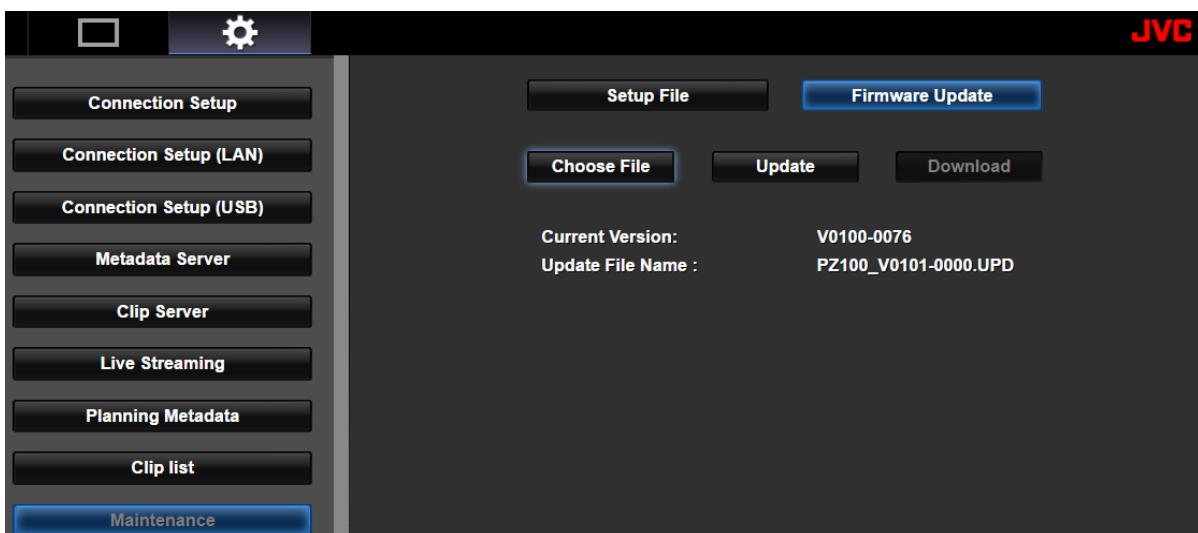 JVC
Connection Setup
Connection Setup (LAN)
Connection Setup (USB)
Metadata Server
Clip Server
Live Streaming
Planning Metadata
Clip list
Maintenance
Setup File Firmware Update
Choose File Update Download
Current Version: V0100-0076
Update File Name : PZ100_V0101-0000.UPD